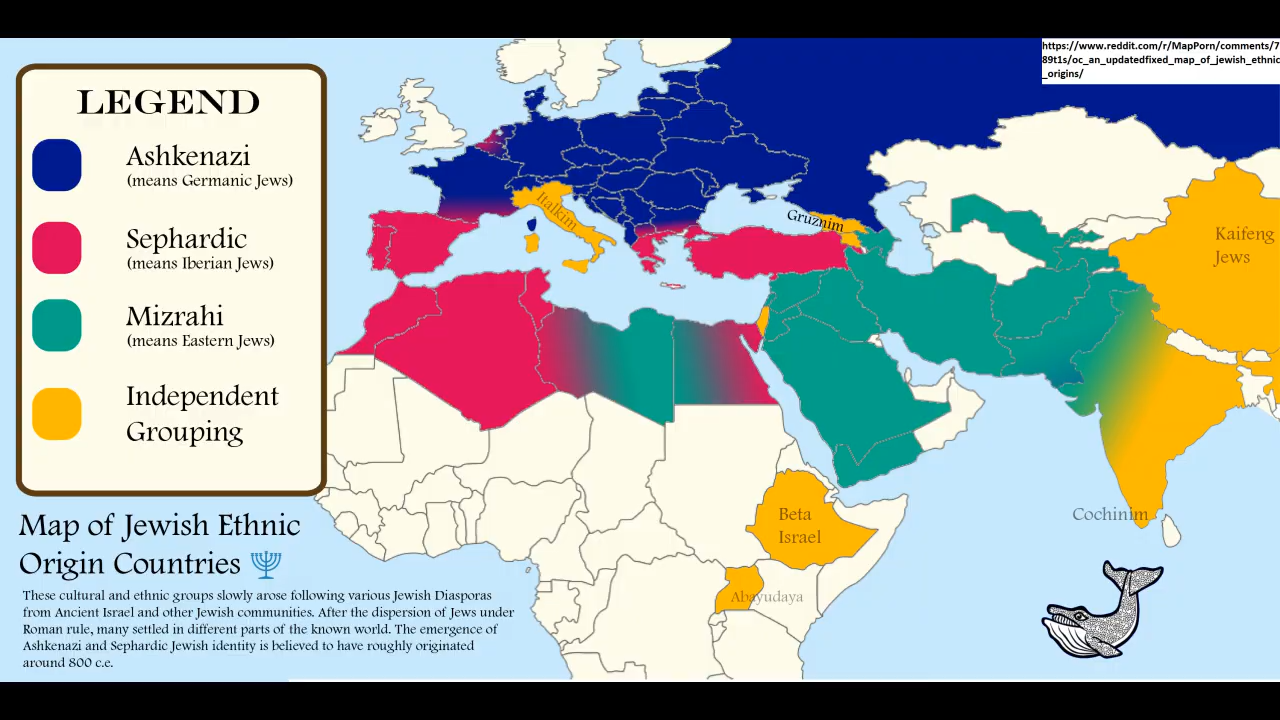 https://www.reddit.com/r/MapPorn/comments/7
89t1s/oc_an_updatedfixed_map_of_jewish_ethnic
_origins/
LEGEND
Ashkenazi
(means Germanic Jews)
Sephardic
(means Iberian Jews)
Mizrahi
(means Eastern Jews)
Independent
Grouping
Italkim
Gruznim
Kaifeng
Jews
Beta
Israel
Cochinim
Abayudaya
Map of Jewish Ethnic
Origin Countries
These cultural and ethnic groups slowly arose following various Jewish Diasporas
from Ancient Israel and other Jewish communities. After the dispersion of Jews under
Roman rule, many settled in different parts of the known world. The emergence of
Ashkenazi and Sephardic Jewish identity is believed to have roughly originated
around 800 c.e.